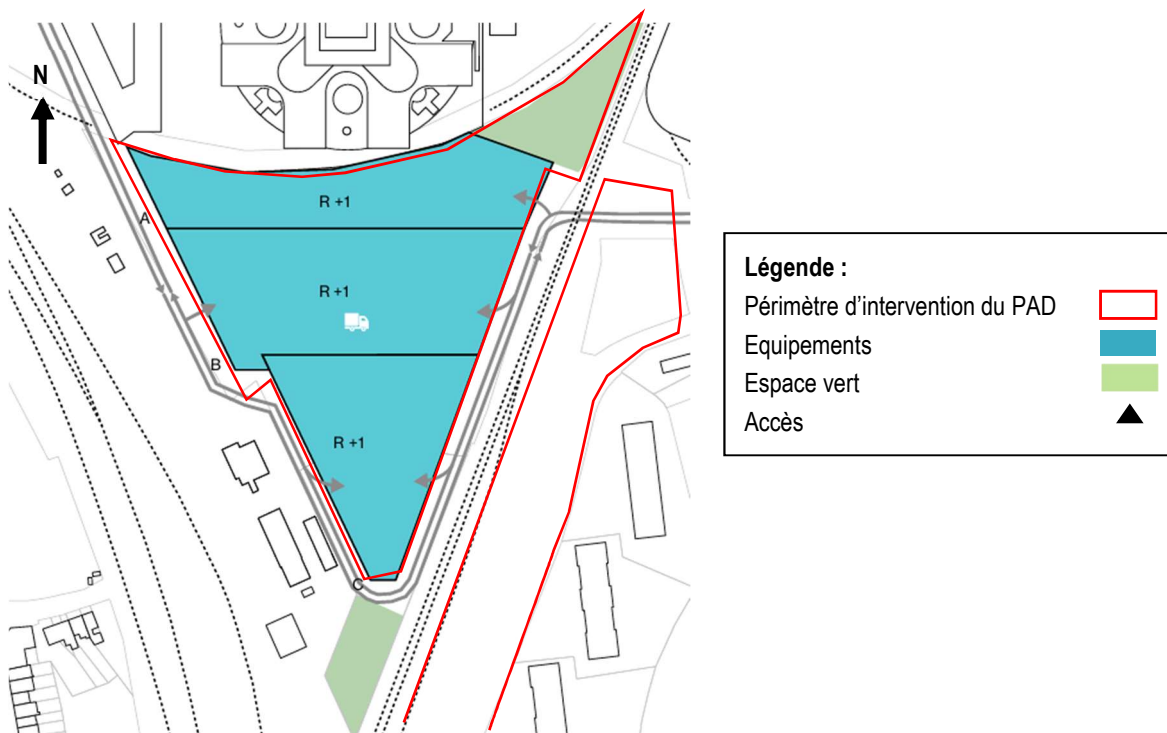 N
A
R +1
R +1
B
R +1
C
Légende :
Périmètre d'intervention du PAD
Equipements
Espace vert
Accès